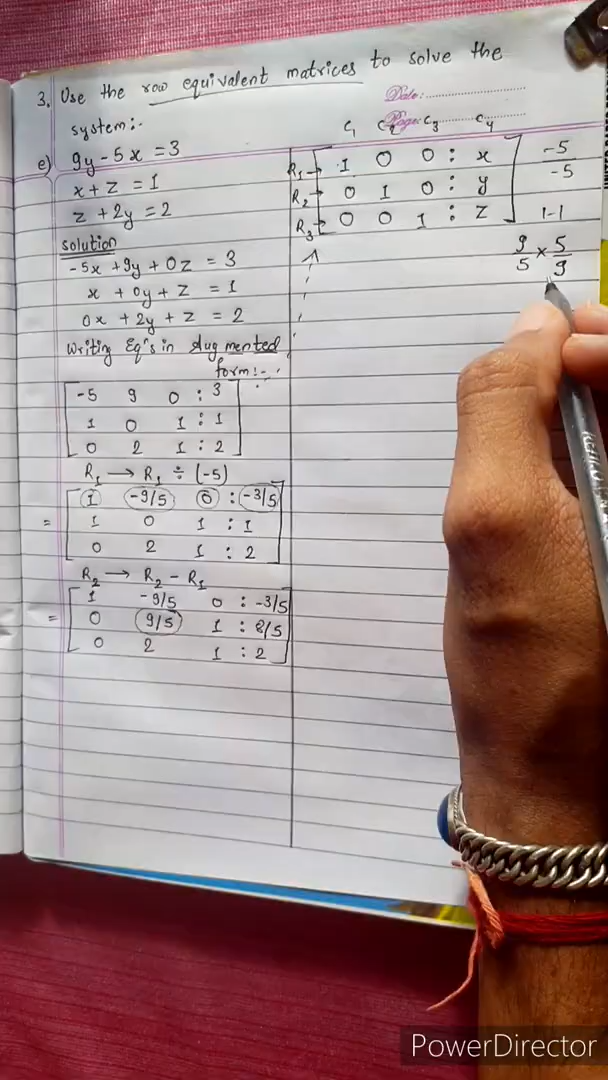 3. Use the row equivalent matrices to solve the
system:-
Date:
Page:
e) 9y - 5x = 3
x + z = 1
z + 2y = 2
solution
-5x + 9y + 0z = 3
x + 0y + z = 1
0x + 2y + z = 2
Writing Eq's in Augmented
form:-
-5 9 0 : 3
1 0 1 : 1
0 2 1 : 2
R₁ → R₁ ÷ (-5)
= 1 -9/5 0 : -3/5
1 0 1 : 1
0 2 1 : 2
R₂ → R₂ - R₁
= 1 -9/5 0 : -3/5
0 9/5 1 : 8/5
0 2 1 : 2
C₁ C₂ C₃ C₄
R₁→ 1 0 0 : x
R₂→ 0 1 0 : y
R₃→ 0 0 1 : z
-5
-5
1-1
9/5 × 5/9
PowerDirector